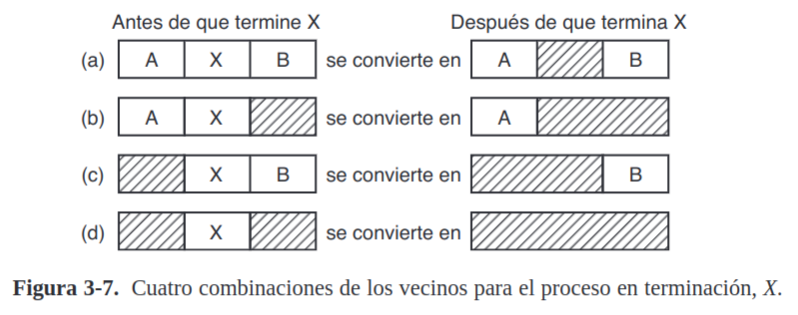 Antes de que termine X Después de que termina X
(a) A X B se convierte en A B
(b) A X se convierte en A
(c) X B se convierte en B
(d) X se convierte en
Figura 3-7. Cuatro combinaciones de los vecinos para el proceso en terminación, X.